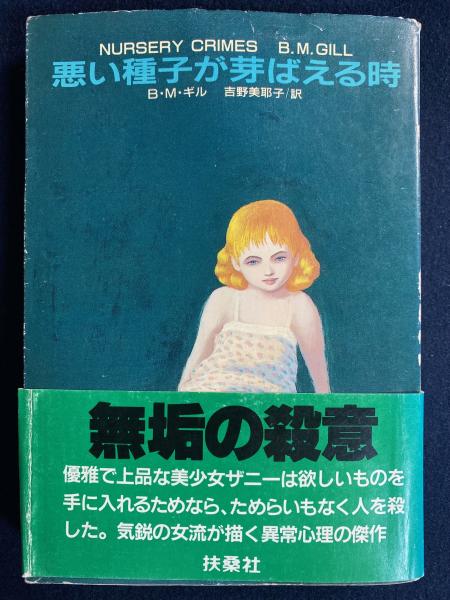 NURSERY CRIMES B.M.GILL
悪い種子が芽ばえる時
B・M・ギル 吉野美耶子/訳
無垢の殺意
優雅で上品な美少女ザニーは欲しいものを
手に入れるためなら、ためらいもなく人を殺
した。気鋭の女流が描く異常心理の傑作
扶桑社